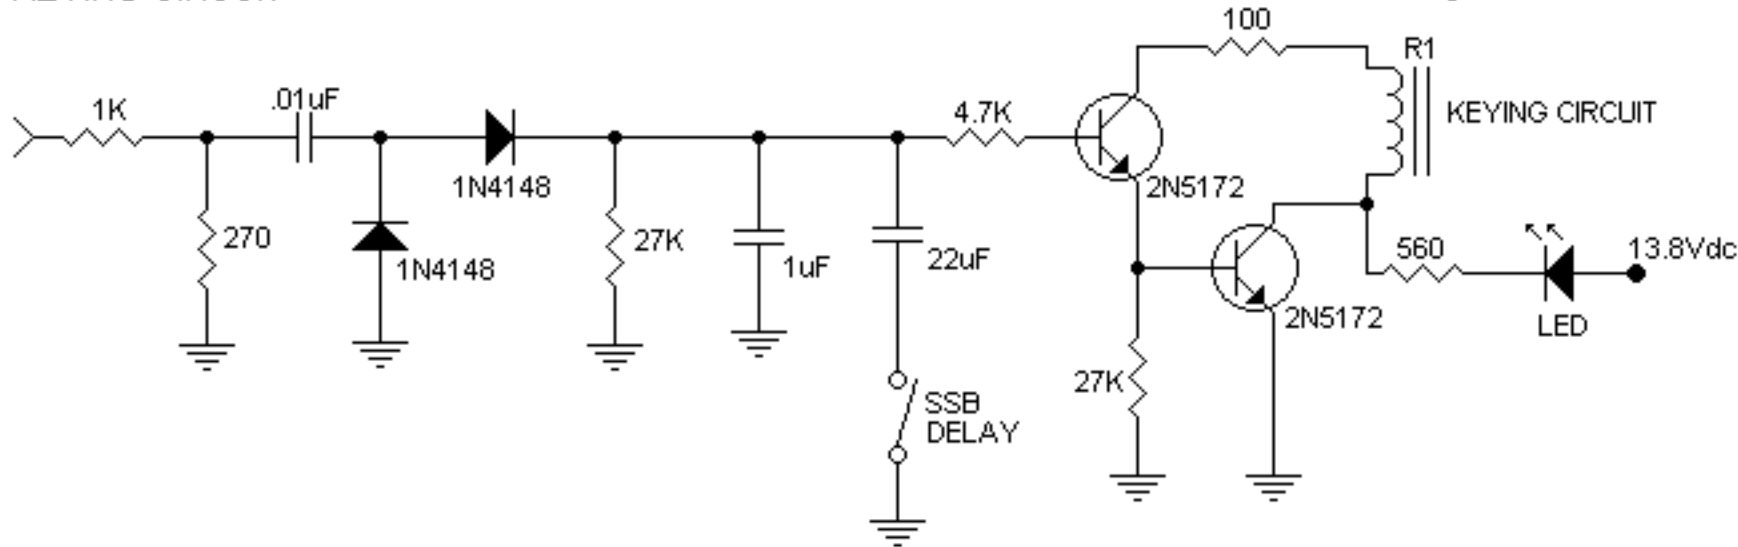 100
R1
1K
.01uF
4.7K
KEYING CIRCUIT
1N4148
2N5172
270
1N4148
27K
1uF
22uF
560
13.8Vdc
2N5172
LED
27K
SSB
DELAY